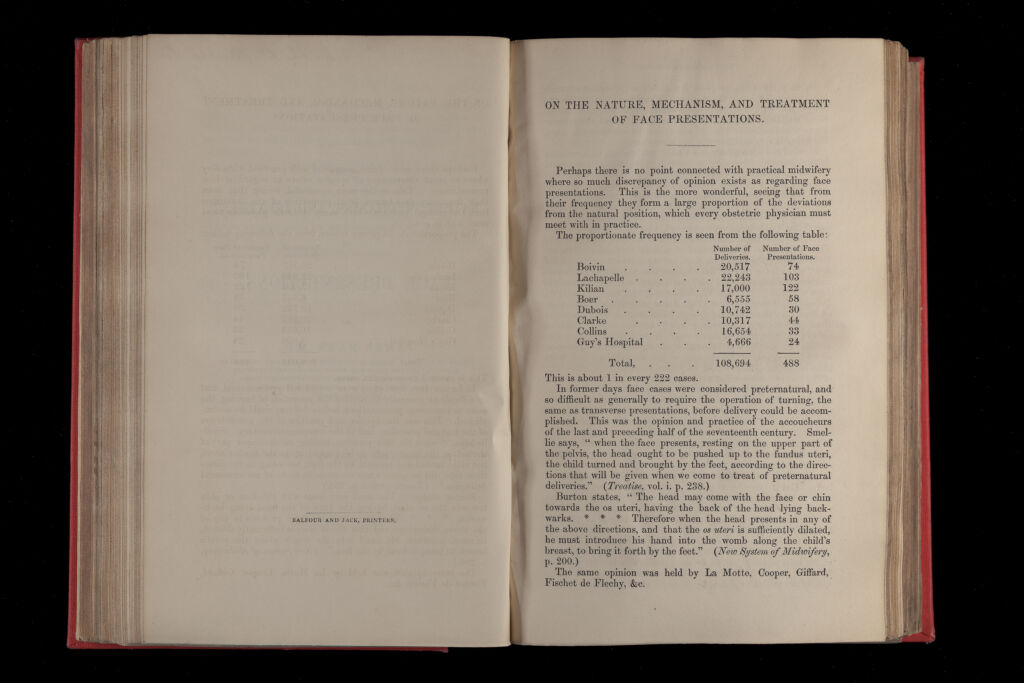 BALFOUR AND JACK, PRINTERS.
ON THE NATURE, MECHANISM, AND TREATMENT
OF FACE PRESENTATIONS.
Perhaps there is no point connected with practical midwifery
where so much discrepancy of opinion exists as regarding face
presentations. This is the more wonderful, seeing that from
their frequency they form a large proportion of the deviations
from the natural position, which every obstetric physician must
meet with in practice.
The proportionate frequency is seen from the following table:
Number of Number of Face
Deliveries. Presentations.
Boivin . . . . 20,517 74
Lachapelle . . . . 22,243 103
Kilian . . . . 17,000 122
Boer . . . . . 6,555 58
Dubois . . . . 10,742 30
Clarke . . . . 10,317 44
Collins . . . . 16,654 33
Guy's Hospital . . . 4,666 24
Total, . . . 108,694 488
This is about 1 in every 222 cases.
In former days face cases were considered preternatural, and
so difficult as generally to require the operation of turning, the
same as transverse presentations, before delivery could be accom-
plished. This was the opinion and practice of the accoucheurs
of the last and preceding half of the seventeenth century. Smel-
lie says, " when the face presents, resting on the upper part of
the pelvis, the head ought to be pushed up to the fundus uteri,
the child turned and brought by the feet, according to the direc-
tions that will be given when we come to treat of preternatural
deliveries." (Treatise, vol. i. p. 238.)
Burton states, " The head may come with the face or chin
towards the os uteri, having the back of the head lying back-
warks. * * * Therefore when the head presents in any of
the above directions, and that the os uteri is sufficiently dilated,
he must introduce his hand into the womb along the child's
breast, to bring it forth by the feet." (New System of Midwifery,
p. 200.)
The same opinion was held by La Motte, Cooper, Giffard,
Fischet de Flechy, &c.